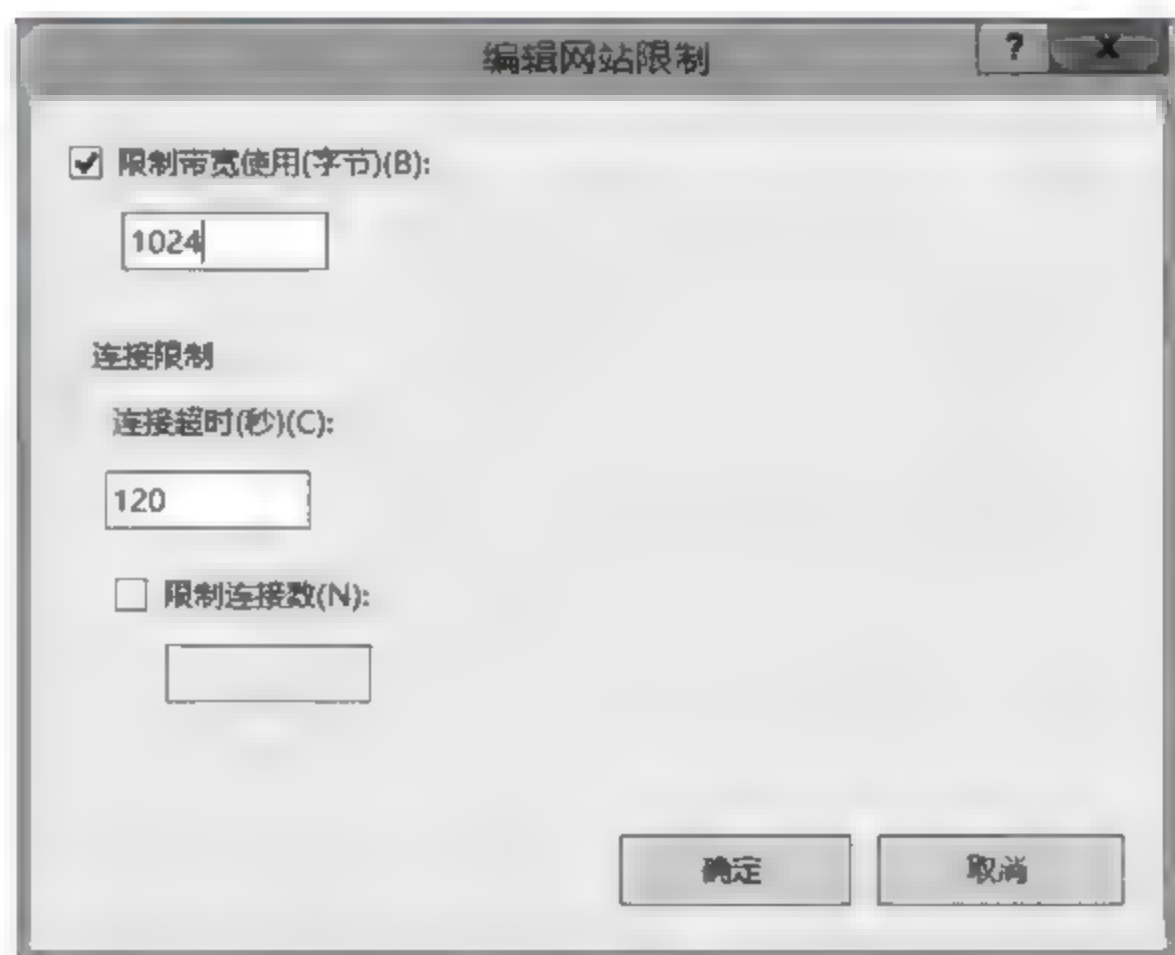 编辑网站限制
? X
限制带宽使用(字节)(B):
1024
连接限制
连接超时(秒)(C):
120
限制连接数(N):
确定 取消